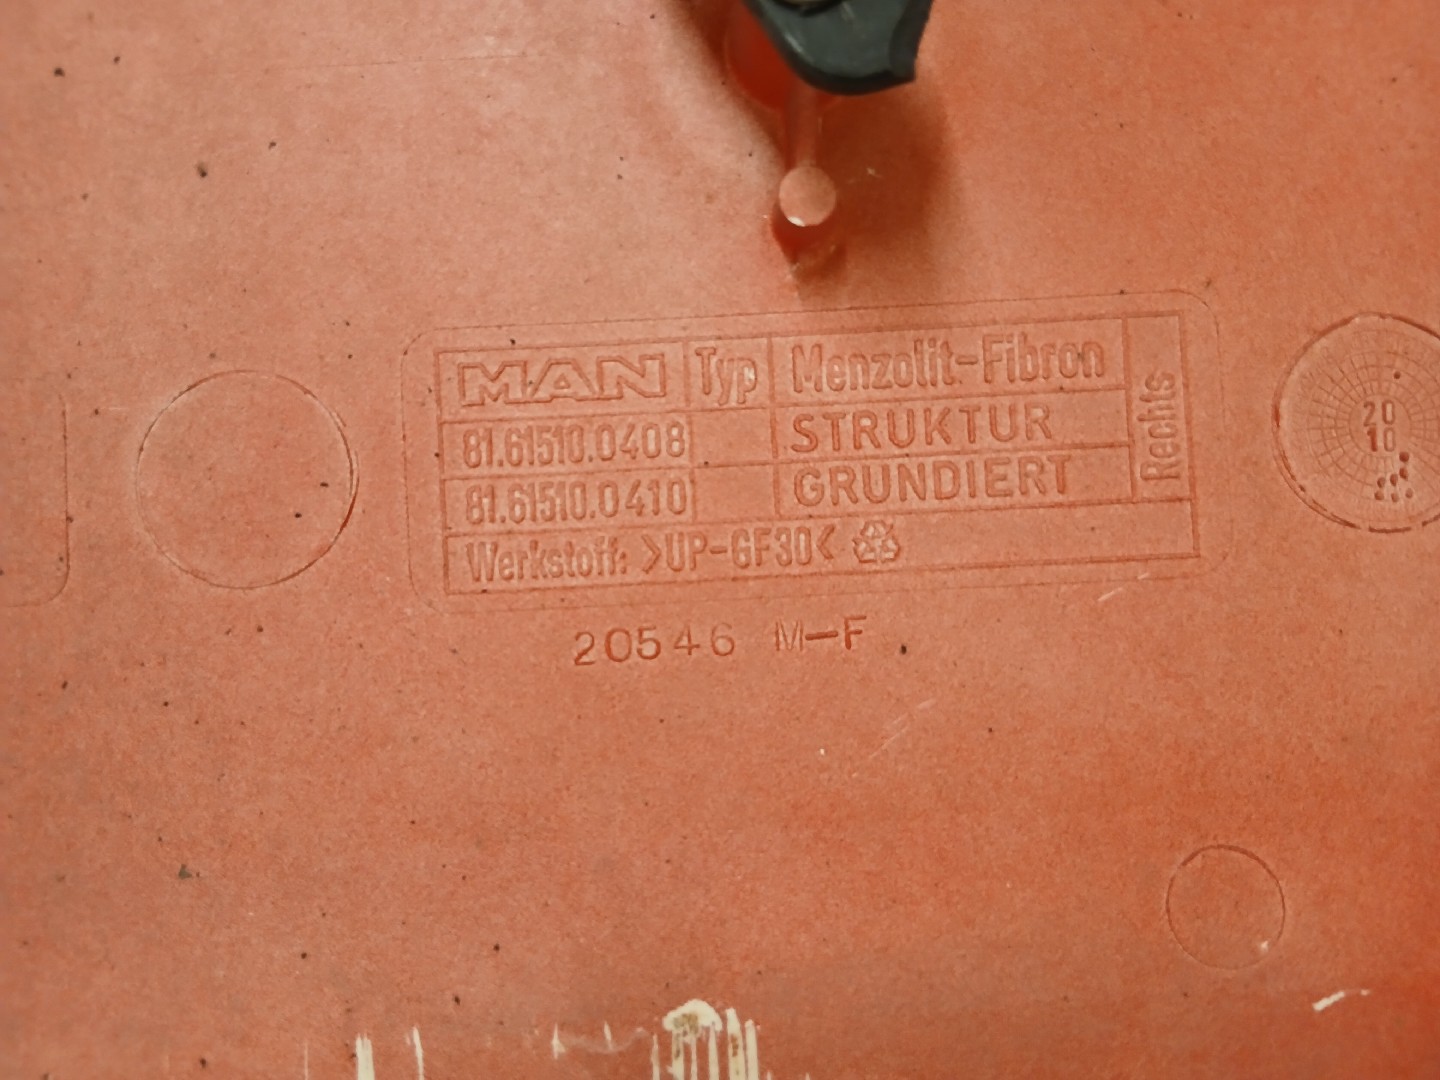 MAN Typ Menzolit-Fibron Rechts
81.61510.0408 STRUKTUR
81.61510.0410 GRUNDIERT
Werkstoff: >UP-GF30<
20546 M-F
20
10